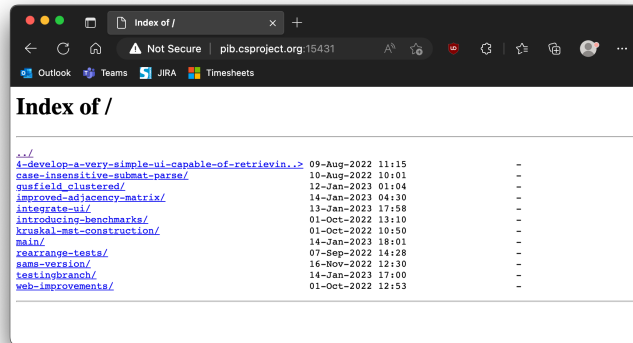 Index of /
Not Secure | pib.csproject.org:15431
Outlook Teams JIRA Timesheets
Index of /
../
4-develop-a-very-simple-ui-capable-of-retrievin..> 09-Aug-2022 11:15 -
case-insensitive-submat-parse/ 10-Aug-2022 10:01 -
gusfield_clustered/ 12-Jan-2023 01:04 -
improved-adjacency-matrix/ 14-Jan-2023 04:30 -
integrate-ui/ 13-Jan-2023 17:58 -
introducing-benchmarks/ 01-Oct-2022 13:10 -
kruskal-mst-construction/ 01-Oct-2022 10:50 -
main/ 14-Jan-2023 18:01 -
rearrange-tests/ 07-Sep-2022 14:28 -
sams-version/ 16-Nov-2022 12:30 -
testingbranch/ 14-Jan-2023 17:00 -
web-improvements/ 01-Oct-2022 12:53 -